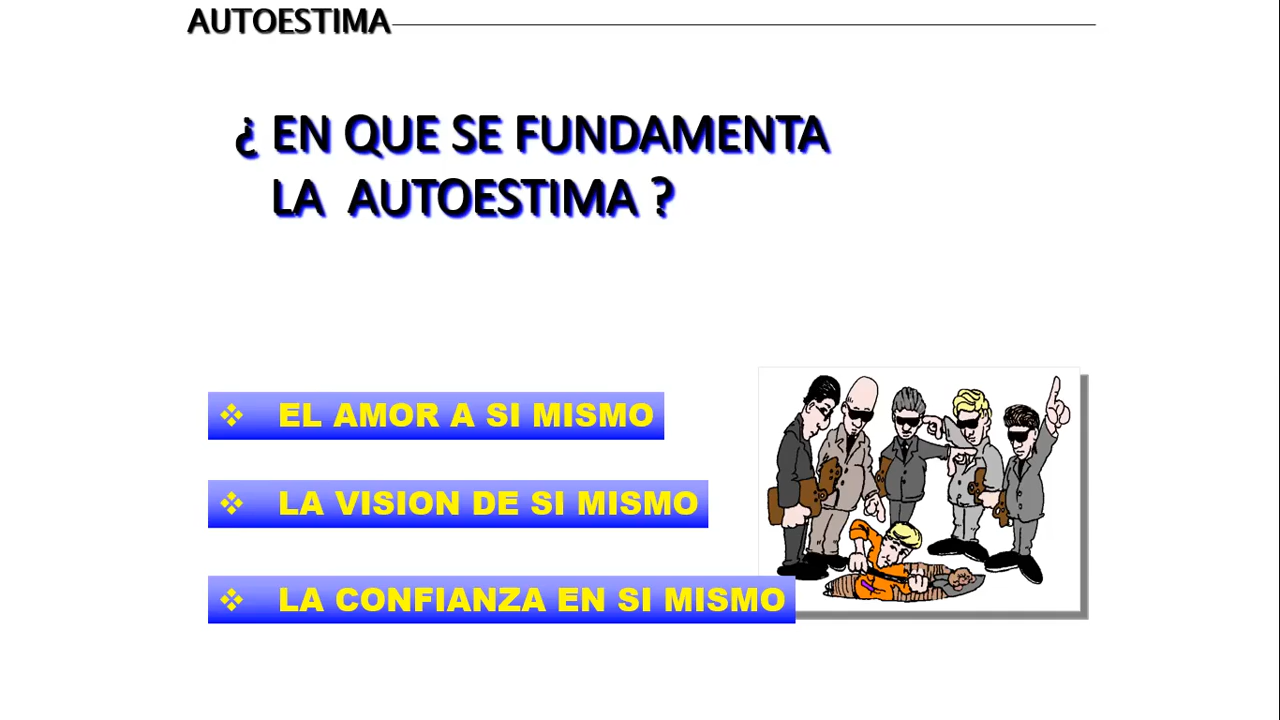 AUTOESTIMA
¿ EN QUE SE FUNDAMENTA
LA AUTOESTIMA ?
❖ EL AMOR A SI MISMO
❖ LA VISION DE SI MISMO
❖ LA CONFIANZA EN SI MISMO